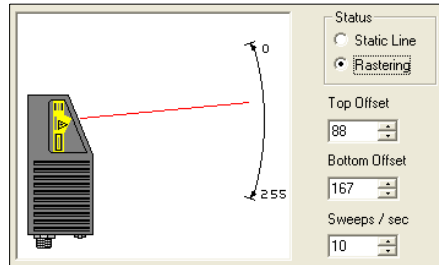 0
255
Status
Static Line
Rastering
Top Offset
88
Bottom Offset
167
Sweeps / sec
10